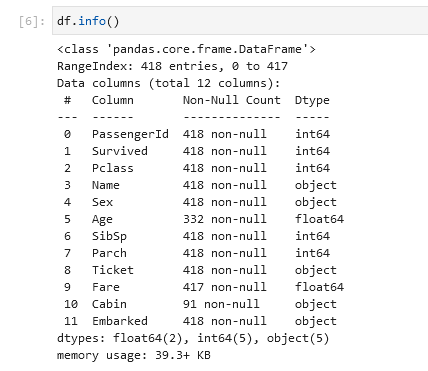 [6]: df.info()
<class 'pandas.core.frame.DataFrame'>
RangeIndex: 418 entries, 0 to 417
Data columns (total 12 columns):
 #   Column       Non-Null Count  Dtype
---  ------       --------------  -----
 0   PassengerId  418 non-null    int64
 1   Survived     418 non-null    int64
 2   Pclass       418 non-null    int64
 3   Name         418 non-null    object
 4   Sex          418 non-null    object
 5   Age          332 non-null    float64
 6   SibSp        418 non-null    int64
 7   Parch        418 non-null    int64
 8   Ticket       418 non-null    object
 9   Fare         417 non-null    float64
 10  Cabin        91 non-null     object
 11  Embarked     418 non-null    object
dtypes: float64(2), int64(5), object(5)
memory usage: 39.3+ KB